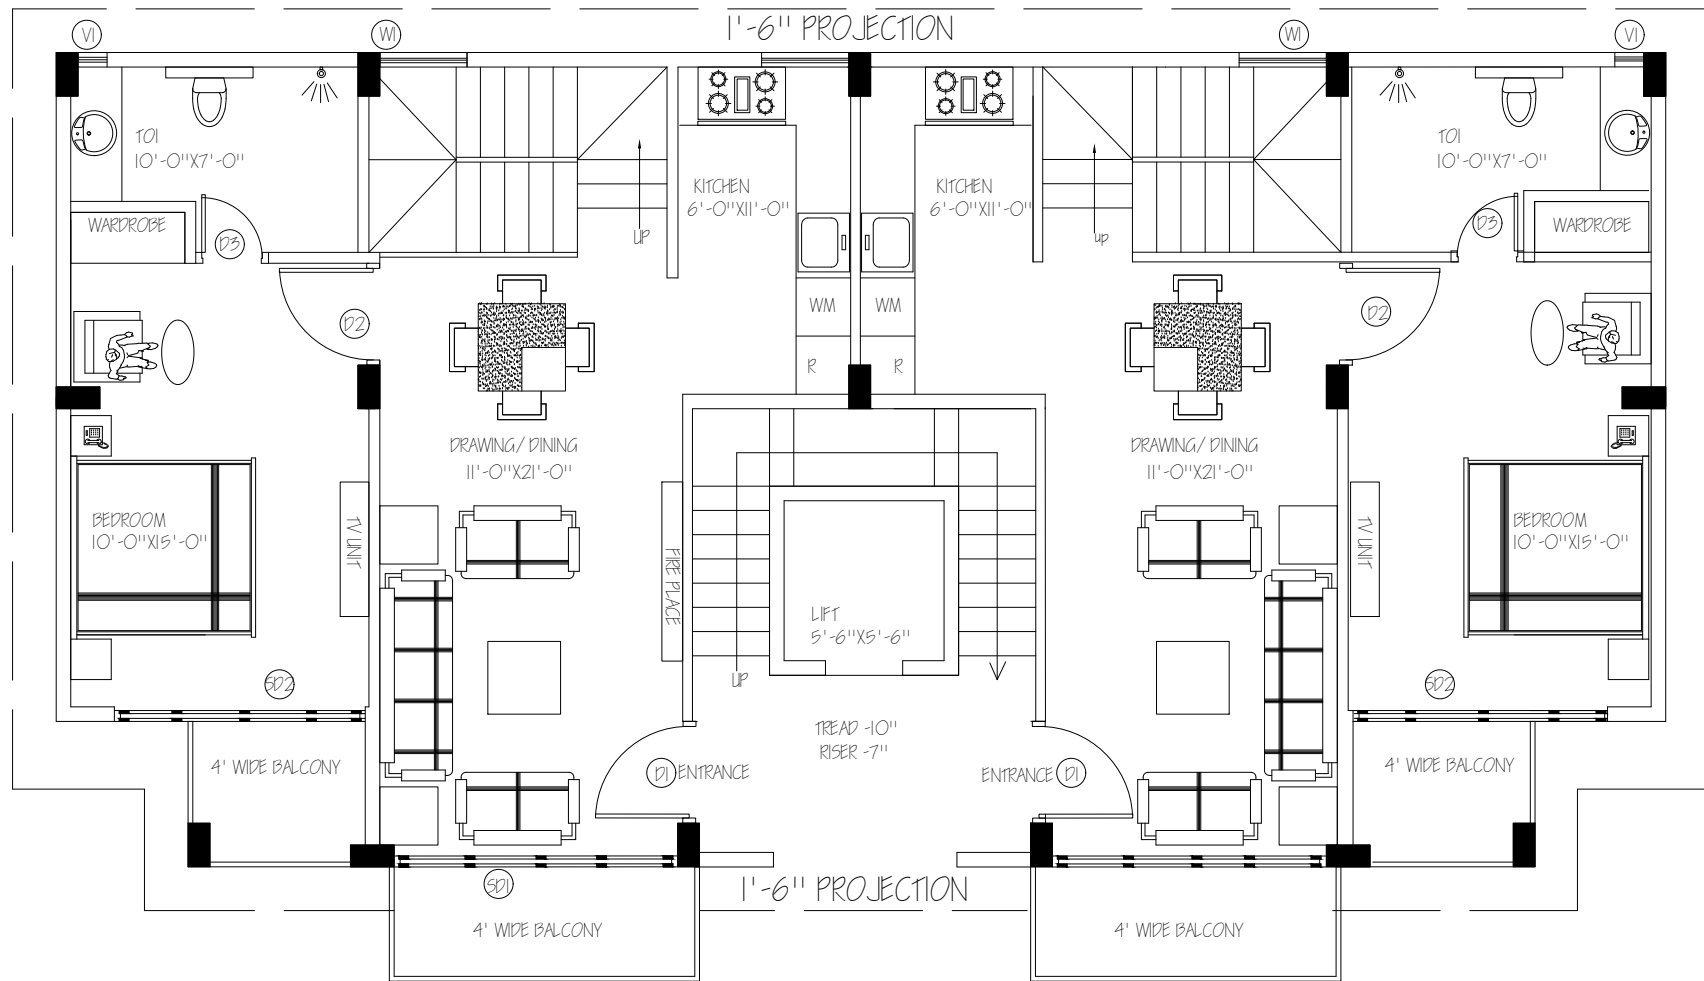 1'-6" PROJECTION
V1
W1
W1
V1
TOI
10'-0"X7'-0"
TOI
10'-0"X7'-0"
KITCHEN
6'-0"X11'-0"
KITCHEN
6'-0"X11'-0"
WARDROBE
D3
UP
up
D3
WARDROBE
WM
WM
D2
D2
R
R
DRAWING/ DINING
11'-0"X21'-0"
DRAWING/ DINING
11'-0"X21'-0"
BEDROOM
10'-0"X15'-0"
TV UNIT
FIRE PLACE
TV UNIT
BEDROOM
10'-0"X15'-0"
LIFT
5'-6"X5'-6"
SD2
UP
SD2
TREAD -10"
RISER -7"
4' WIDE BALCONY
D1 ENTRANCE
ENTRANCE D1
4' WIDE BALCONY
SD1
1'-6" PROJECTION
4' WIDE BALCONY
4' WIDE BALCONY